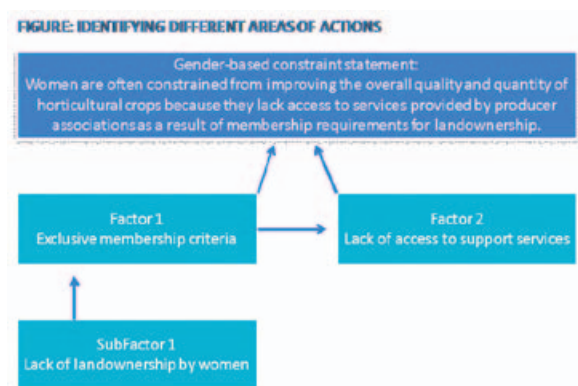 FIGURE: IDENTIFYING DIFFERENT AREAS OF ACTIONS
Gender-based constraint statement:
Women are often constrained from improving the overall quality and quantity of
horticultural crops because they lack access to services provided by producer
associations as a result of membership requirements for landownership.
Factor 1
Exclusive membership criteria
Factor 2
Lack of access to support services
SubFactor 1
Lack of landownership by women